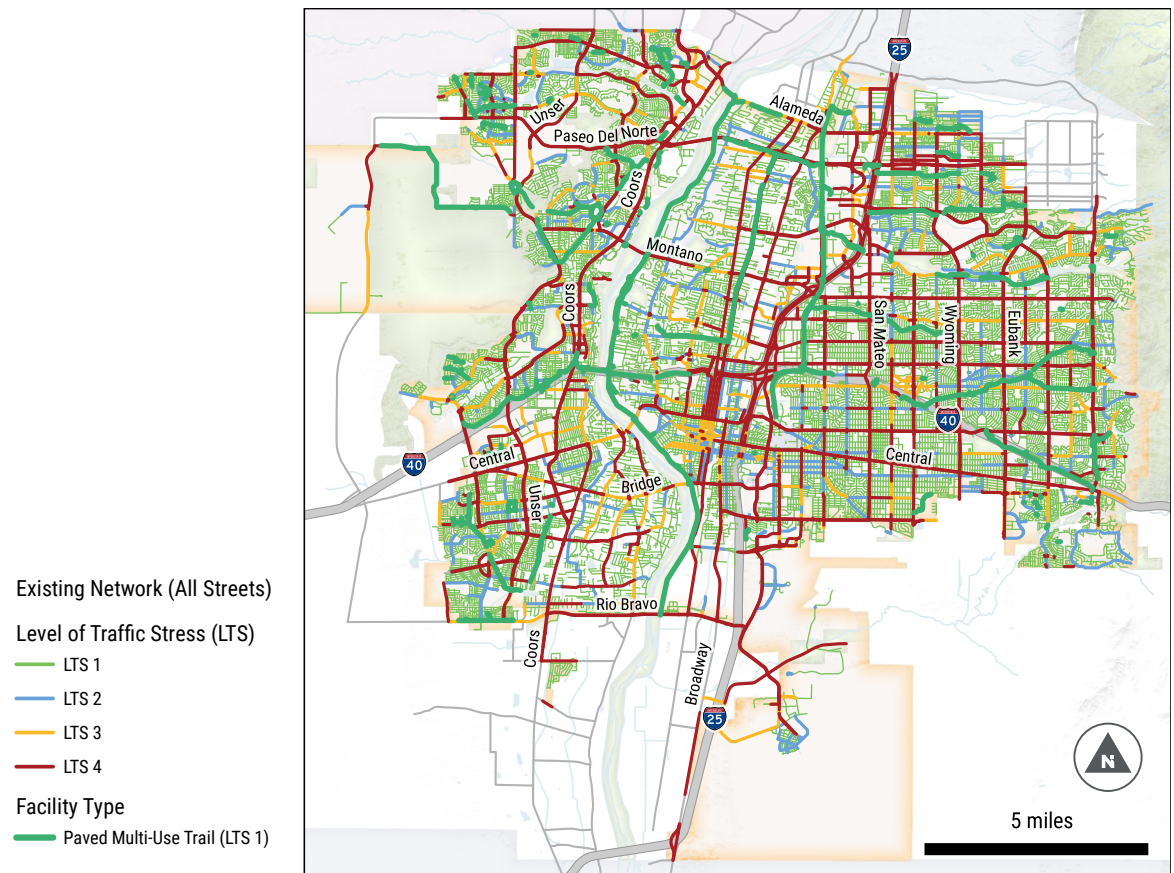 Existing Network (All Streets)
Level of Traffic Stress (LTS)
LTS 1
LTS 2
LTS 3
LTS 4
Facility Type
Paved Multi-Use Trail (LTS 1)
25
Alameda
Unser
Paseo Del Norte
Coors
Montano
Coors
San Mateo
Wyoming
Eubank
40
Central
Central
40
Bridge
Unser
Rio Bravo
Coors
Broadway
25
N
5 miles